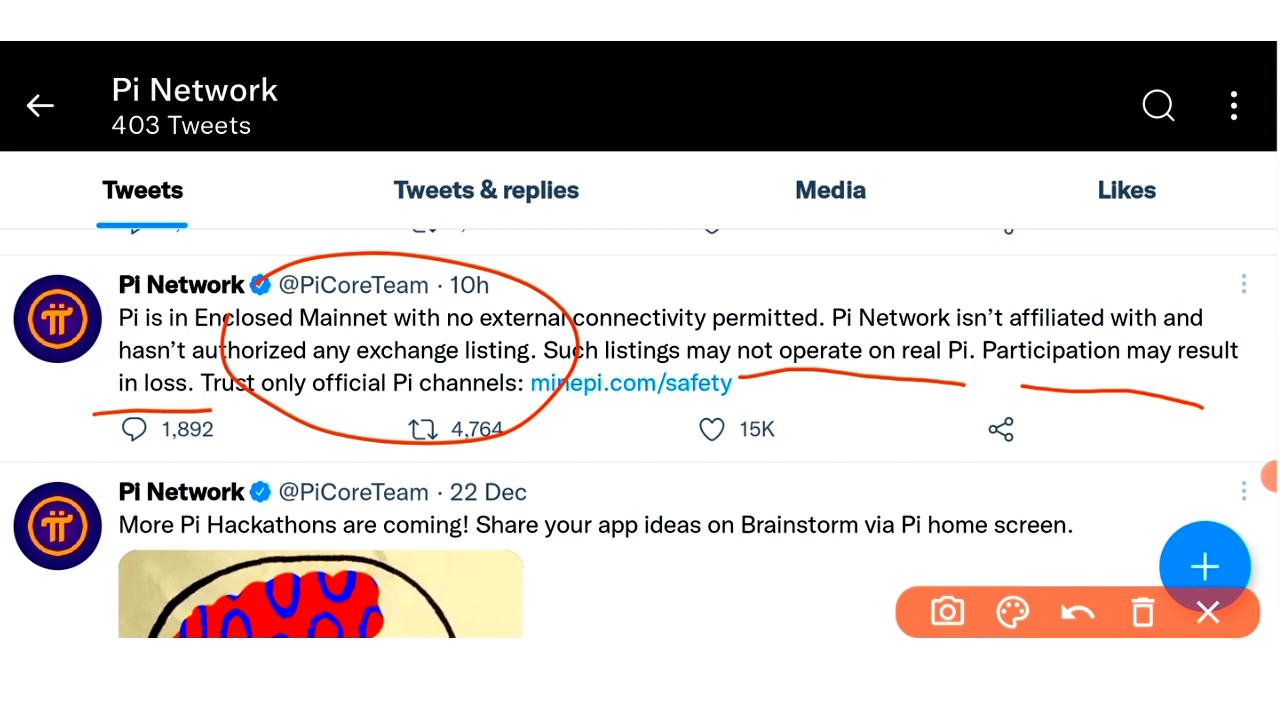 Pi Network
403 Tweets
Tweets
Tweets & replies
Media
Likes
Pi Network @PiCoreTeam · 10h
Pi is in Enclosed Mainnet with no external connectivity permitted. Pi Network isn't affiliated with and
hasn't authorized any exchange listing. Such listings may not operate on real Pi. Participation may result
in loss. Trust only official Pi channels: minepi.com/safety
1,892
4,764
15K
Pi Network @PiCoreTeam · 22 Dec
More Pi Hackathons are coming! Share your app ideas on Brainstorm via Pi home screen.